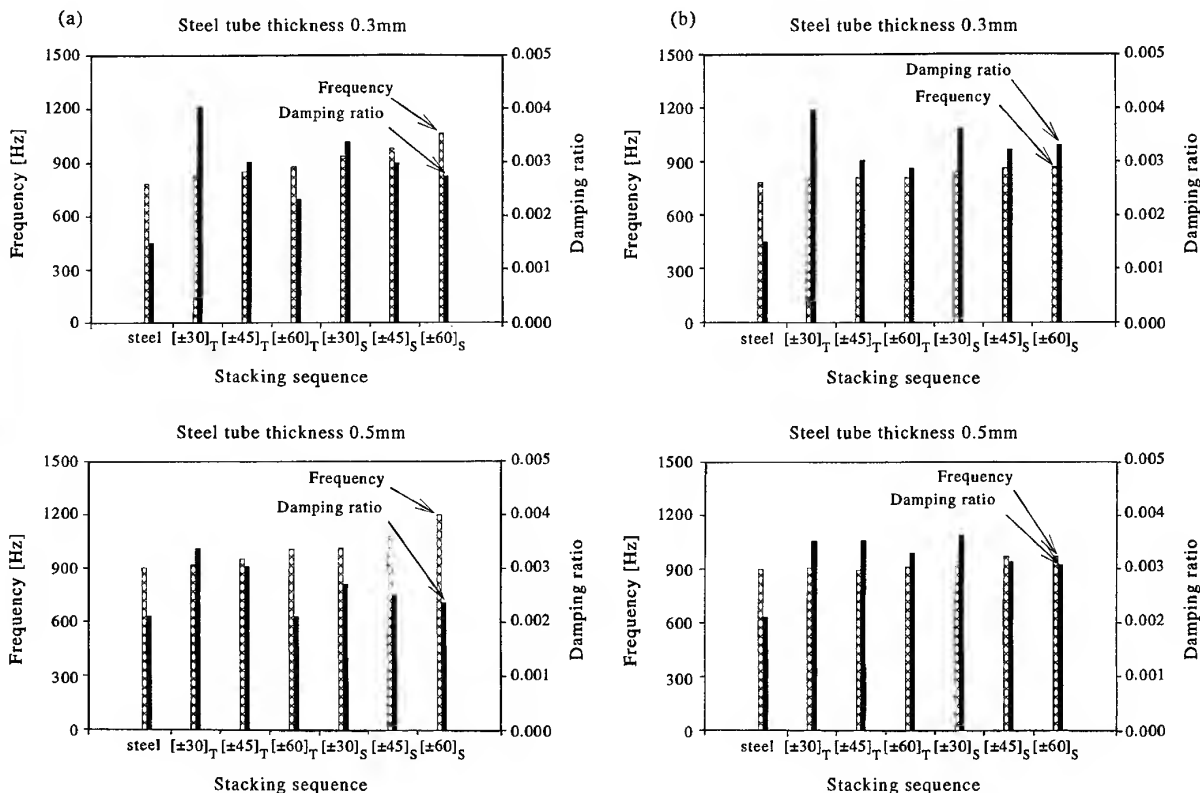 (a)
Steel tube thickness 0.3mm
1500
1200
900
600
300
0
Frequency [Hz]
0.005
0.004
0.003
0.002
0.001
0.000
Damping ratio
Frequency
Damping ratio
steel [±30]T [±45]T [±60]T [±30]S [±45]S [±60]S
Stacking sequence
(b)
Steel tube thickness 0.3mm
1500
1200
900
600
300
0
Frequency [Hz]
0.005
0.004
0.003
0.002
0.001
0.000
Damping ratio
Damping ratio
Frequency
steel [±30]T [±45]T [±60]T [±30]S [±45]S [±60]S
Stacking sequence
Steel tube thickness 0.5mm
1500
1200
900
600
300
0
Frequency [Hz]
0.005
0.004
0.003
0.002
0.001
0.000
Damping ratio
Frequency
Damping ratio
steel [±30]T [±45]T [±60]T [±30]S [±45]S [±60]S
Stacking sequence
Steel tube thickness 0.5mm
1500
1200
900
600
300
0
Frequency [Hz]
0.005
0.004
0.003
0.002
0.001
0.000
Damping ratio
Frequency
Damping ratio
steel [±30]T [±45]T [±60]T [±30]S [±45]S [±60]S
Stacking sequence